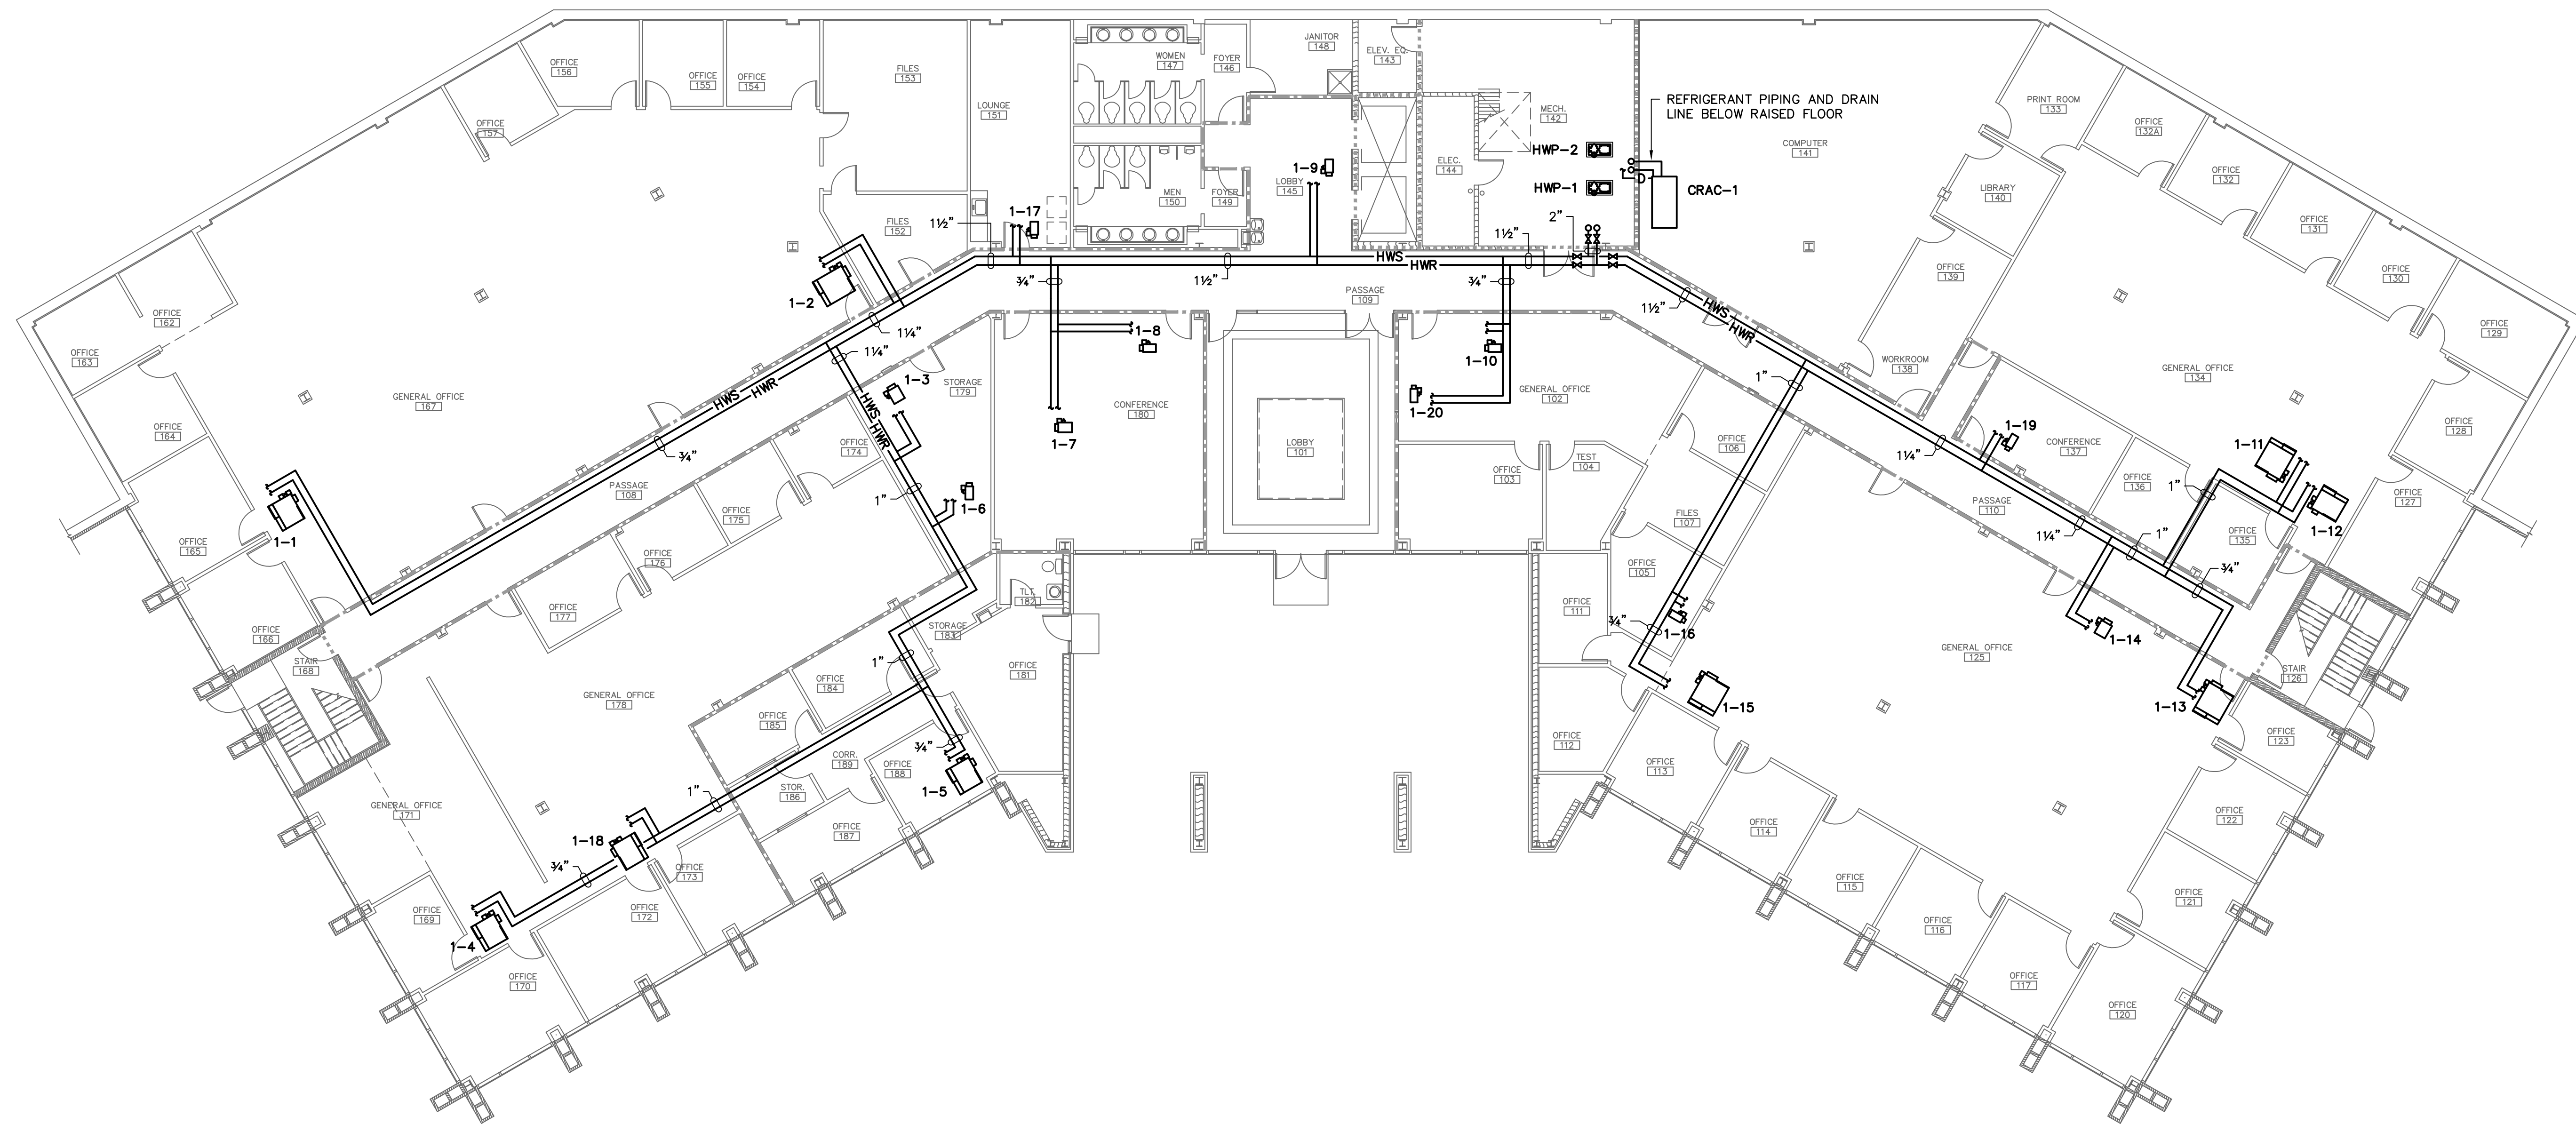 OFFICE
156
OFFICE
155
OFFICE
154
FILES
153
LOUNGE
151
WOMEN
147
FOYER
146
JANITOR
148
ELEV. EQ.
143
MECH.
142
REFRIGERANT PIPING AND DRAIN
LINE BELOW RAISED FLOOR
PRINT ROOM
133
OFFICE
132A
OFFICE
157
COMPUTER
141
HWP-2
ELEC.
144
HWP-1
D
CRAC-1
1-9
LOBBY
145
MEN
150
FOYER
149
LIBRARY
140
OFFICE
132
OFFICE
131
OFFICE
130
OFFICE
129
FILES
152
1½"
1-17
2"
1½"
HWS
HWR
1½"
¾"
¾"
PASSAGE
109
1½"
HWS
HWR
OFFICE
139
WORKROOM
138
GENERAL OFFICE
134
OFFICE
128
OFFICE
162
OFFICE
163
OFFICE
164
GENERAL OFFICE
167
1-2
1¼"
1¼"
HWS
HWR
HWS
HWR
1-3
STORAGE
179
1-8
CONFERENCE
180
1-7
1-10
1-20
GENERAL OFFICE
102
LOBBY
101
OFFICE
103
TEST
104
OFFICE
106
FILES
107
OFFICE
105
1"
1-19
CONFERENCE
137
1¼"
OFFICE
136
1-11
1"
1-12
OFFICE
127
OFFICE
135
PASSAGE
110
1¼"
1"
¾"
OFFICE
165
1-1
¾"
PASSAGE
108
OFFICE
174
OFFICE
175
OFFICE
176
OFFICE
177
1"
1-6
TLT.
182
STORAGE
183
OFFICE
181
OFFICE
111
¾"
1-16
1-14
GENERAL OFFICE
125
STAIR
126
OFFICE
166
STAIR
168
GENERAL OFFICE
178
1"
OFFICE
184
OFFICE
185
CORR.
189
OFFICE
188
¾"
1-5
STOR.
186
OFFICE
187
1"
1-15
1-13
OFFICE
112
OFFICE
113
OFFICE
123
OFFICE
122
OFFICE
121
OFFICE
114
OFFICE
115
OFFICE
116
OFFICE
117
OFFICE
120
GENERAL OFFICE
171
1-18
¾"
OFFICE
173
OFFICE
172
OFFICE
169
1-4
OFFICE
170